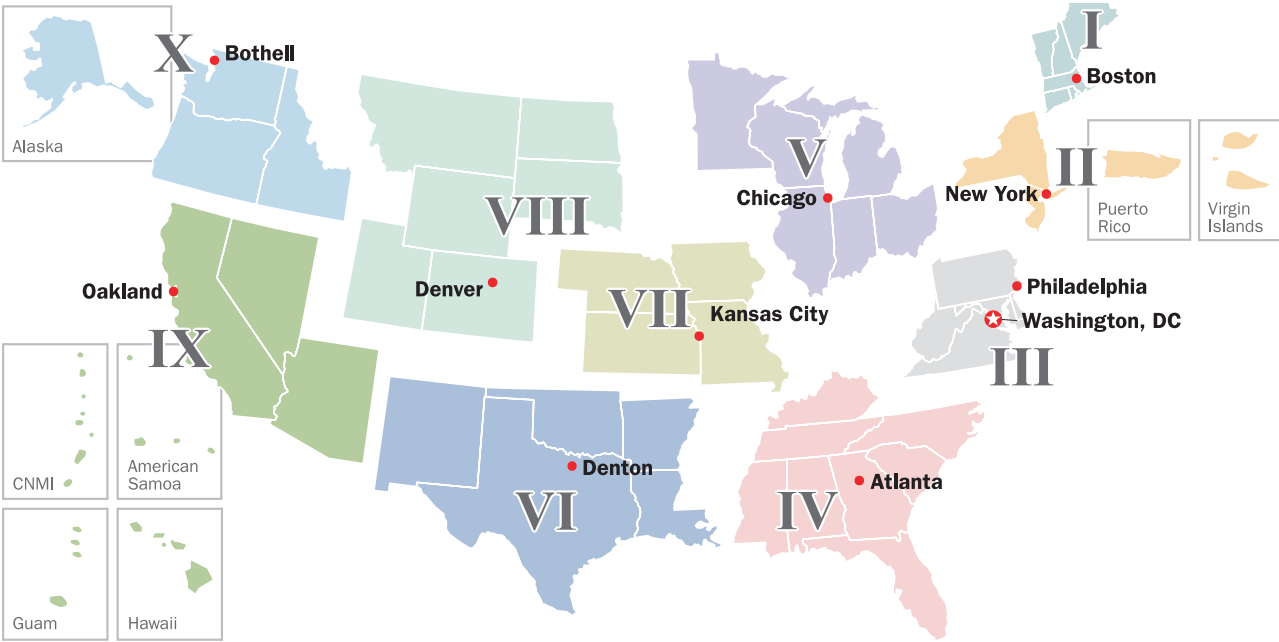 Alaska
X
Bothell
I
Boston
V
Chicago
II
New York
Puerto
Rico
Virgin
Islands
VIII
Denver
Oakland
IX
VII
Kansas City
Philadelphia
Washington, DC
III
CNMI
American
Samoa
Guam
Hawaii
Denton
VI
Atlanta
IV